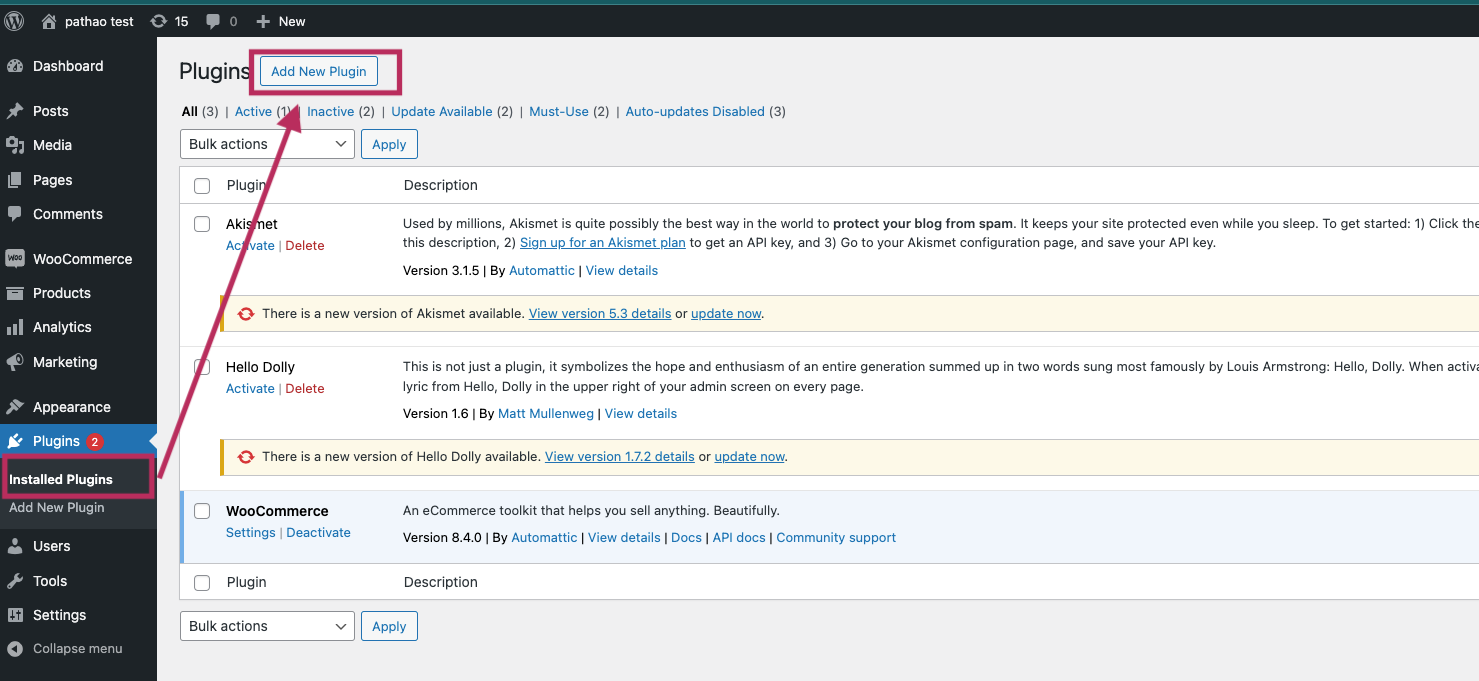 pathao test 15 0 New
Dashboard
Posts
Media
Pages
Comments
WOO WooCommerce
Products
Analytics
Marketing
Appearance
Plugins 2
Installed Plugins
Add New Plugin
Users
Tools
Settings
Collapse menu
Plugins Add New Plugin
All (3) | Active (1) | Inactive (2) | Update Available (2) | Must-Use (2) | Auto-updates Disabled (3)
Bulk actions Apply
Plugin Description
Akismet
Activate | Delete
Used by millions, Akismet is quite possibly the best way in the world to protect your blog from spam. It keeps your site protected even while you sleep. To get started: 1) Click the
this description, 2) Sign up for an Akismet plan to get an API key, and 3) Go to your Akismet configuration page, and save your API key.
Version 3.1.5 | By Automattic | View details
There is a new version of Akismet available. View version 5.3 details or update now.
Hello Dolly
Activate | Delete
This is not just a plugin, it symbolizes the hope and enthusiasm of an entire generation summed up in two words sung most famously by Louis Armstrong: Hello, Dolly. When activa
lyric from Hello, Dolly in the upper right of your admin screen on every page.
Version 1.6 | By Matt Mullenweg | View details
There is a new version of Hello Dolly available. View version 1.7.2 details or update now.
WooCommerce
Settings | Deactivate
An eCommerce toolkit that helps you sell anything. Beautifully.
Version 8.4.0 | By Automattic | View details | Docs | API docs | Community support
Plugin Description
Bulk actions Apply